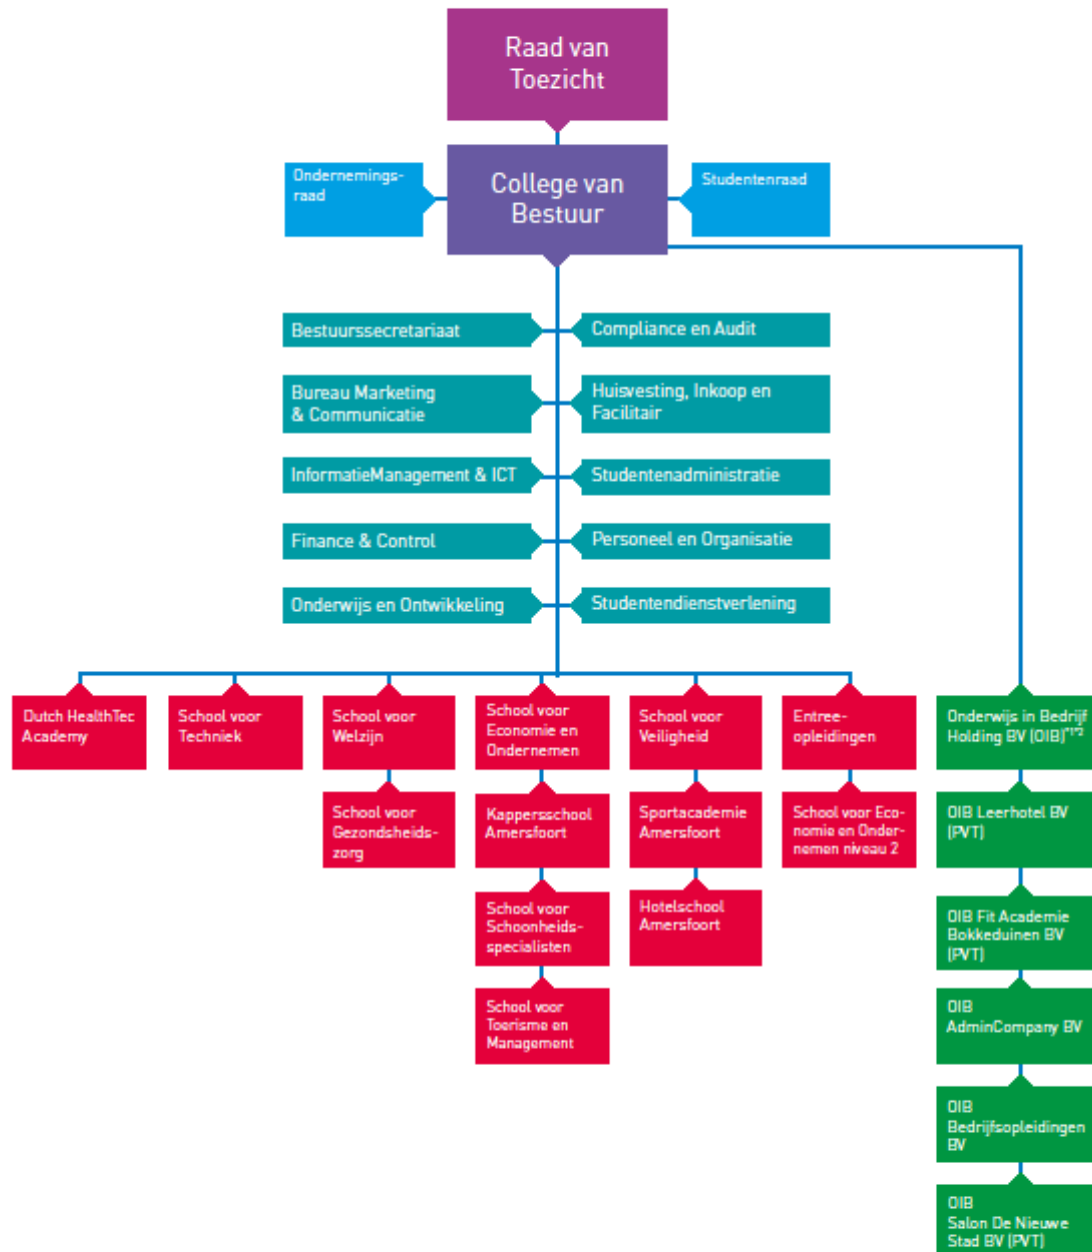 Raad van
Toezicht
Ondernemings-
raad
College van
Bestuur
Studentenraad
Bestuurssecretariaat
Compliance en Audit
Bureau Marketing
& Communicatie
Huisvesting, Inkoop en
Facilitair
InformatieManagement & ICT
Studentenadministratie
Finance & Control
Personeel en Organisatie
Onderwijs en Ontwikkeling
Studentendienstverlening
Dutch HealthTec
Academy
School voor
Techniek
School voor
Welzijn
School voor
Economie en
Ondernemen
School voor
Veiligheid
Entree-
opleidingen
Onderwijs in Bedrijf
Holding BV (OIB)*1*2
School voor
Gezondsheids-
zorg
Kappersschool
Amersfoort
Sportacademie
Amersfoort
School voor Eco-
nomie en Onder-
nemen niveau 2
OIB Leerhotel BV
(PVT)
School voor
Schoonheids-
specialisten
Hotelschool
Amersfoort
OIB Fit Academie
Bokkeduinen BV
(PVT)
School voor
Toerisme en
Management
OIB
AdminCompany BV
OIB
Bedrijfsopleidingen
BV
OIB
Salon De Nieuwe
Stad BV (PVT)